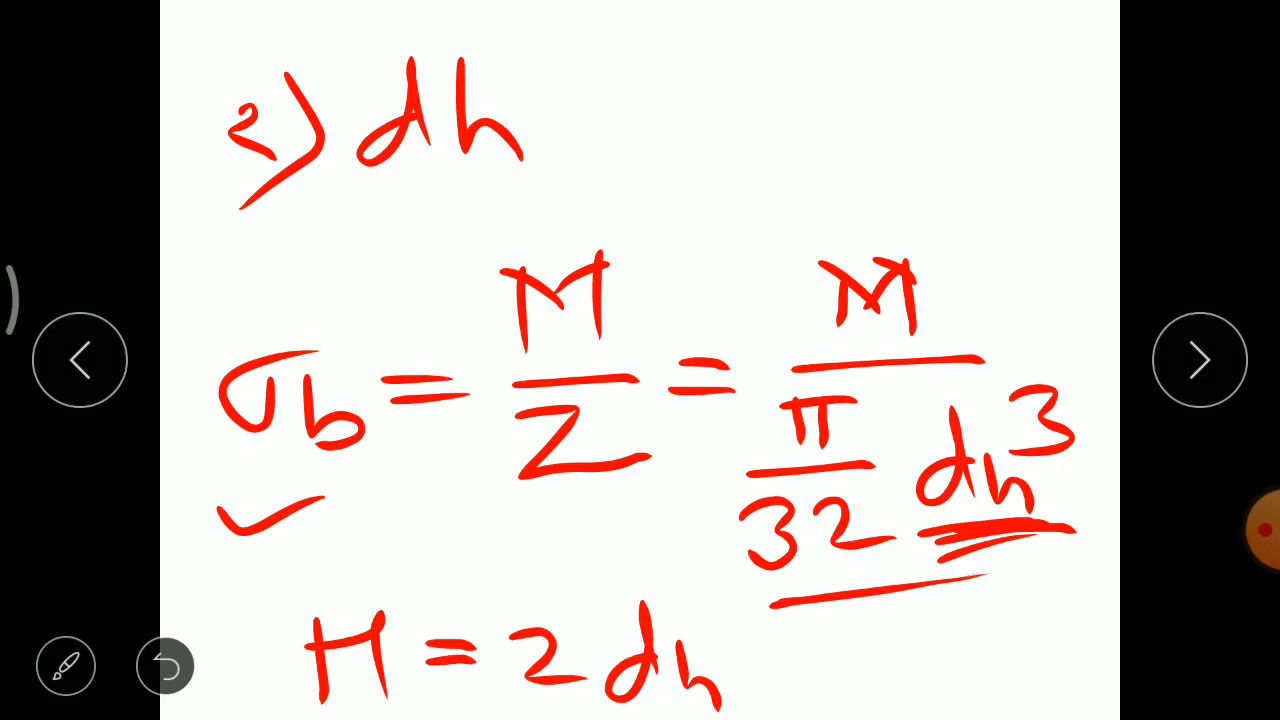 2) dh
σb = M/Z = M/(π/32 dh³)
H = 2dh